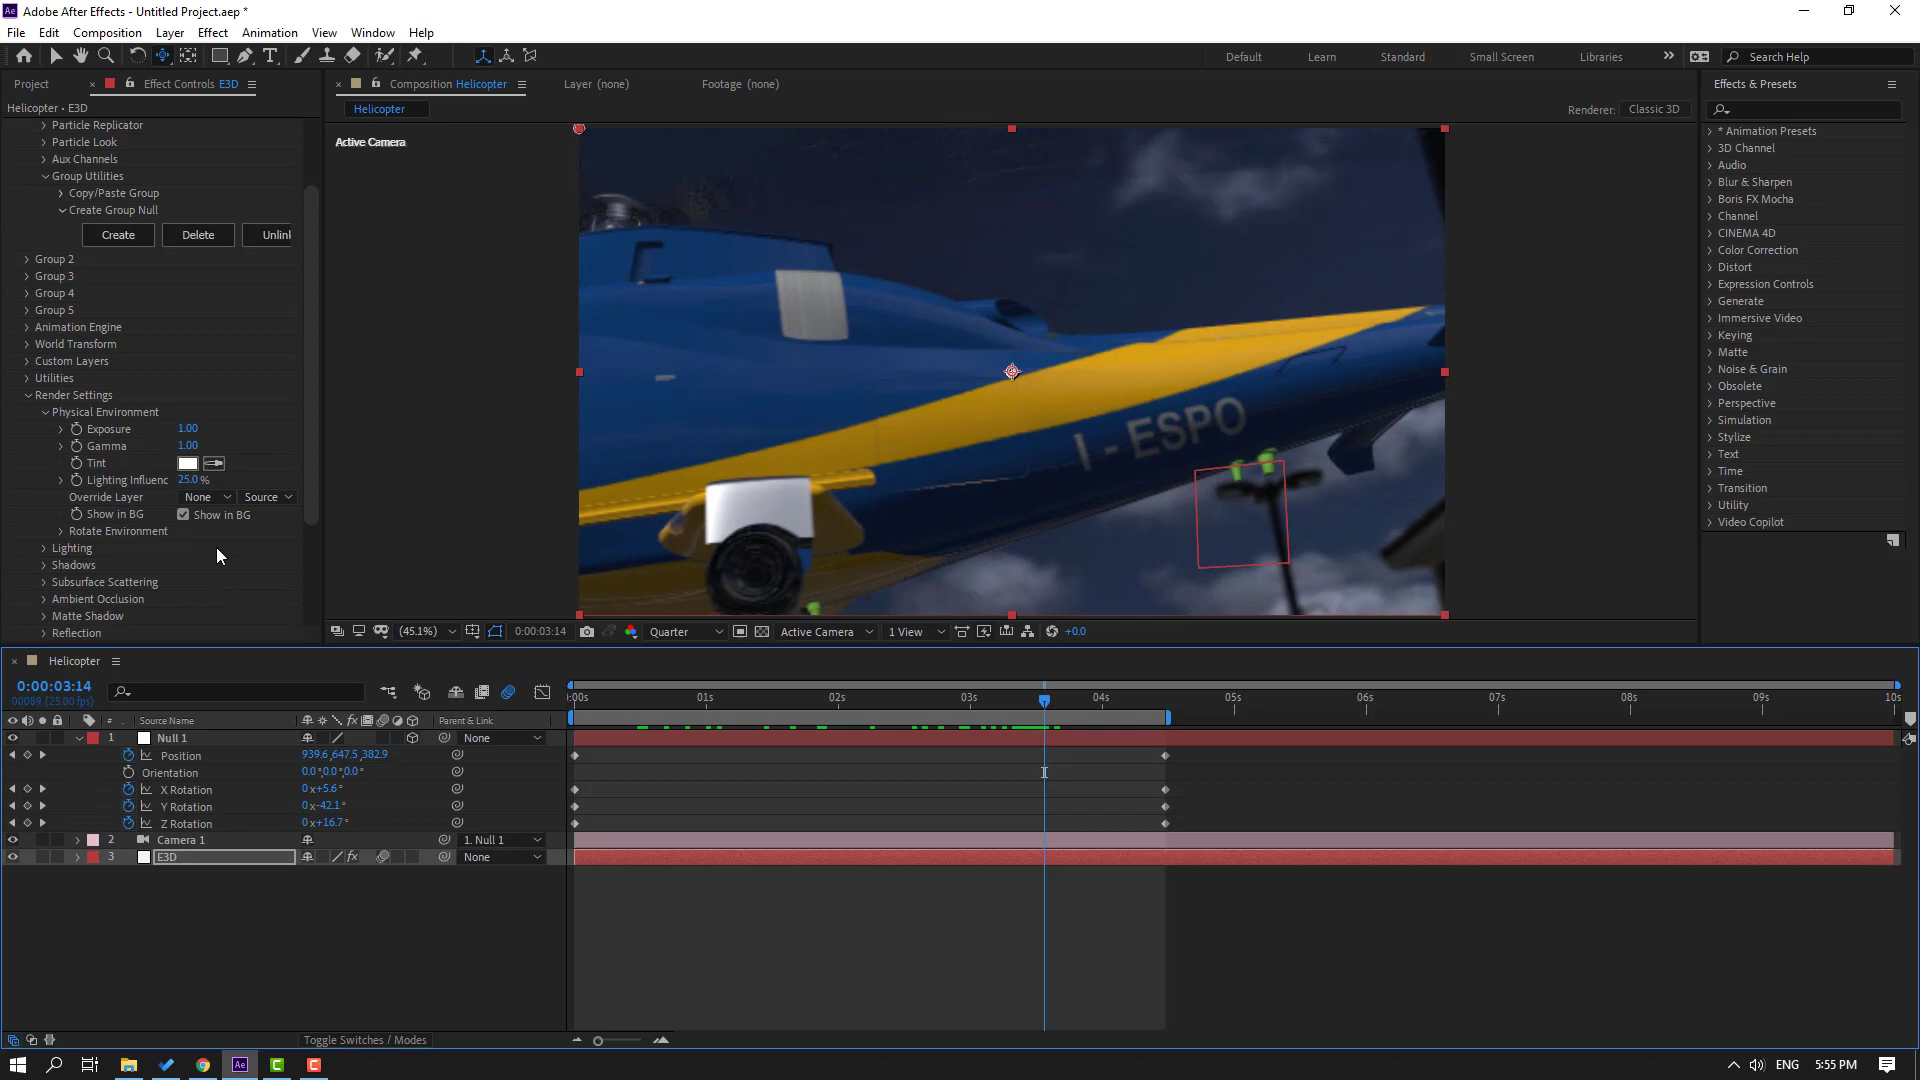 Adobe After Effects - Untitled Project.aep *
File Edit Composition Layer Effect Animation View Window Help
Default Learn Standard Small Screen Libraries Search Help
Project Effect Controls E3D
Composition Helicopter Layer (none) Footage (none)
Effects & Presets
Helicopter • E3D
Helicopter
Renderer: Classic 3D
Active Camera
Particle Replicator
Particle Look
Aux Channels
Group Utilities
Copy/Paste Group
Create Group Null
Create Delete Unlink
Group 2
Group 3
Group 4
Group 5
Animation Engine
World Transform
Custom Layers
Utilities
Render Settings
Physical Environment
Exposure 1.00
Gamma 1.00
Tint
Lighting Influenc 25.0 %
Override Layer None Source
Show in BG Show in BG
Rotate Environment
Lighting
Shadows
Subsurface Scattering
Ambient Occlusion
Matte Shadow
Reflection
I - ESPO
(45.1%) 0:00:03:14 Quarter Active Camera 1 View +0.0
* Animation Presets
3D Channel
Audio
Blur & Sharpen
Boris FX Mocha
Channel
CINEMA 4D
Color Correction
Distort
Expression Controls
Generate
Immersive Video
Keying
Matte
Noise & Grain
Obsolete
Perspective
Simulation
Stylize
Text
Time
Transition
Utility
Video Copilot
Helicopter
0:00:03:14
00089 (25.00 fps)
:00s 01s 02s 03s 04s 05s 06s 07s 08s 09s 10s
# Source Name Parent & Link
1 Null 1 None
Position 939.6,647.5,382.9
Orientation 0.0°,0.0°,0.0°
X Rotation 0 x+5.6°
Y Rotation 0 x-42.1°
Z Rotation 0 x+16.7°
2 Camera 1 1. Null 1
3 E3D None
Toggle Switches / Modes
ENG 5:55 PM